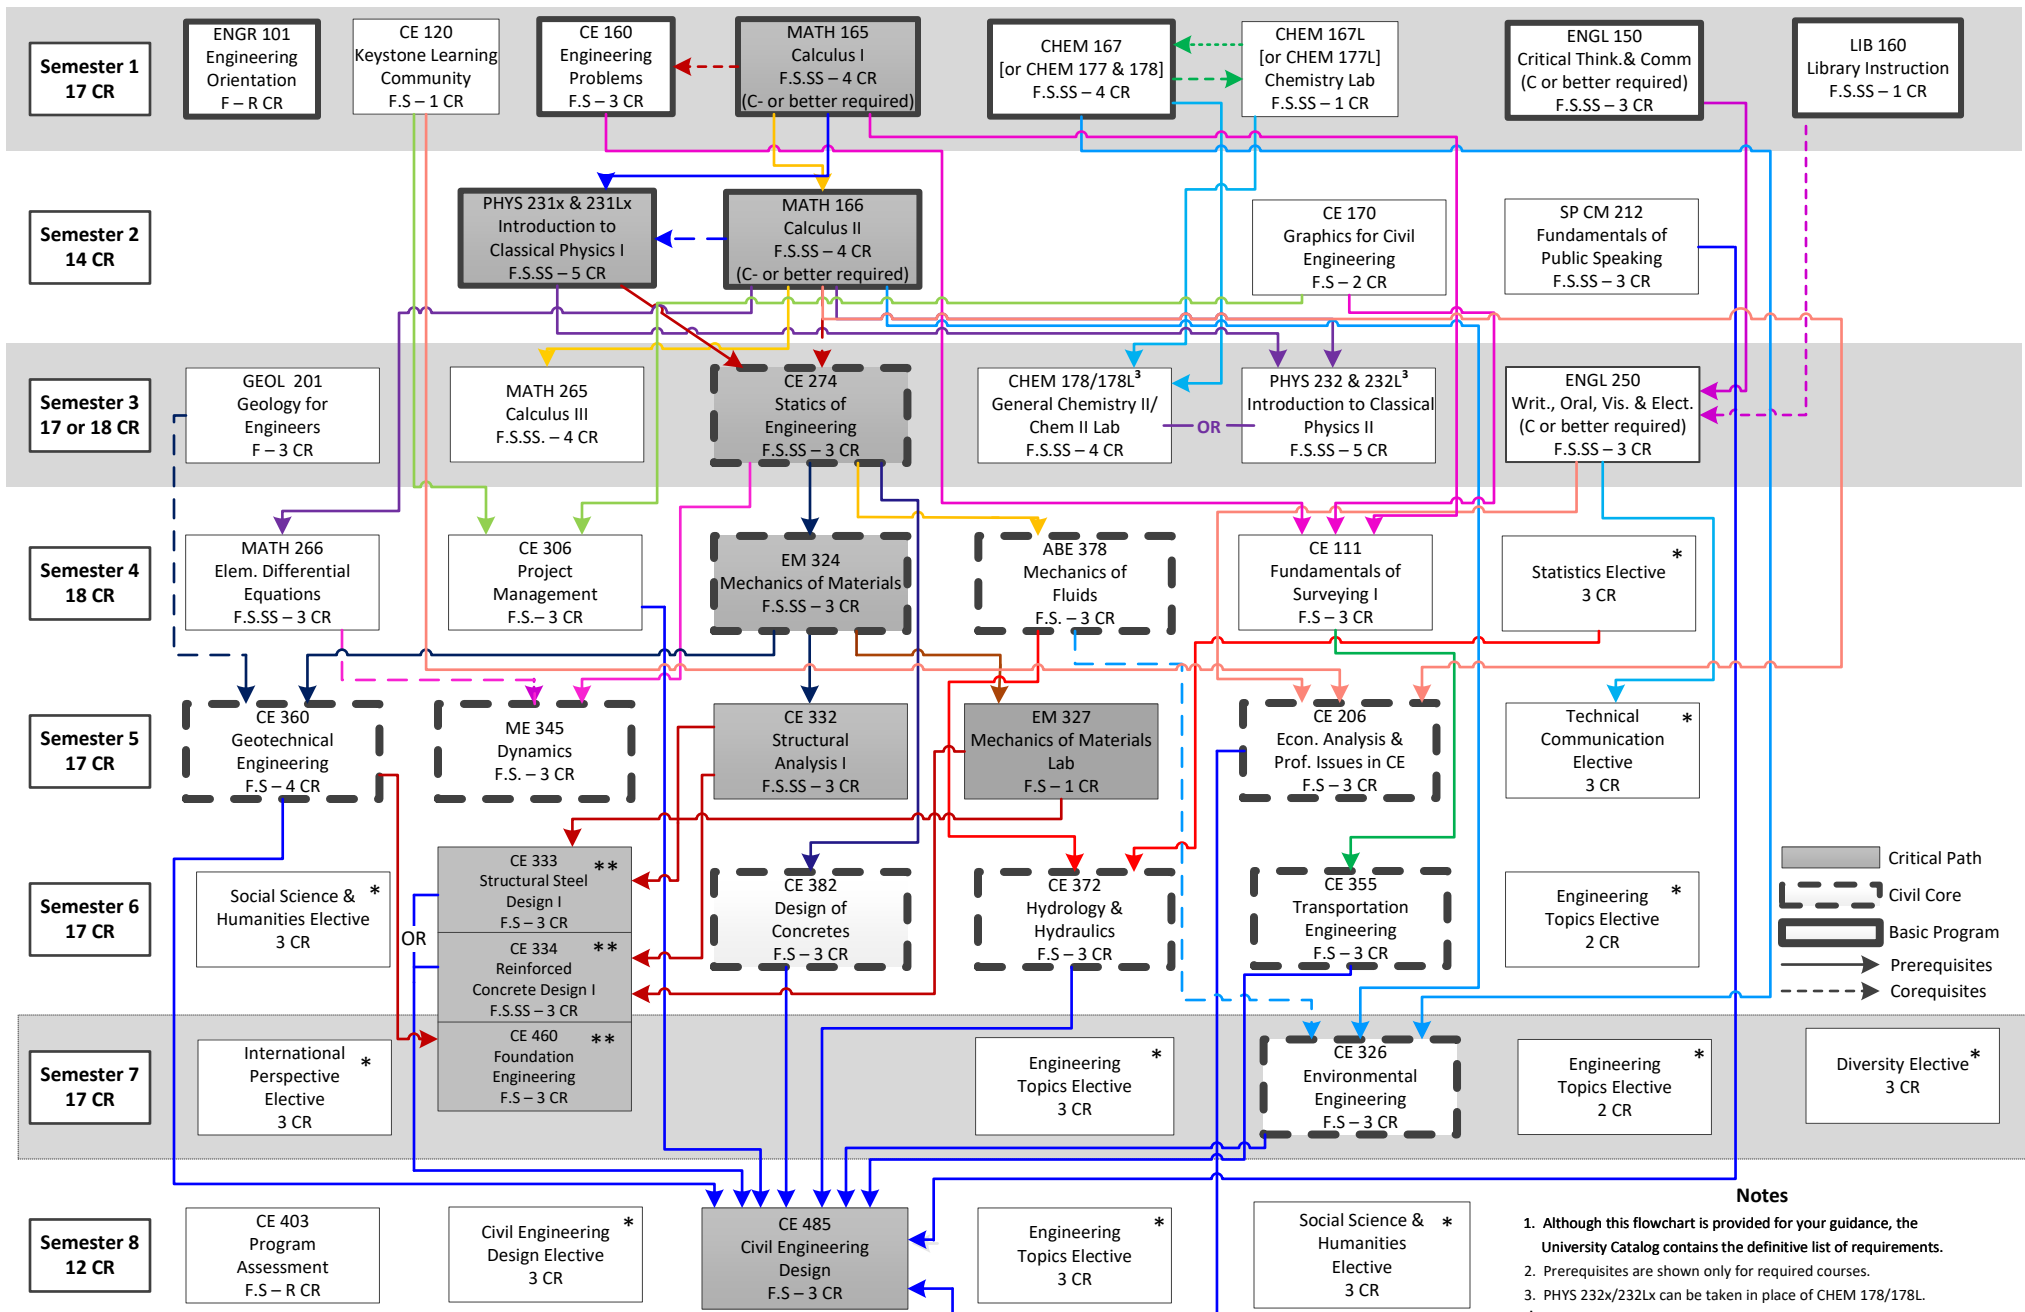 Semester 1
17 CR
ENGR 101
Engineering
Orientation
F – R CR
CE 120
Keystone Learning
Community
F.S – 1 CR
CE 160
Engineering
Problems
F.S – 3 CR
MATH 165
Calculus I
F.S.SS – 4 CR
(C- or better required)
CHEM 167
[or CHEM 177 & 178]
F.S.SS – 4 CR
CHEM 167L
[or CHEM 177L]
Chemistry Lab
F.S.SS – 1 CR
ENGL 150
Critical Think.& Comm
(C or better required)
F.S.SS – 3 CR
LIB 160
Library Instruction
F.S.SS – 1 CR
Semester 2
14 CR
PHYS 231x & 231Lx
Introduction to
Classical Physics I
F.S.SS – 5 CR
MATH 166
Calculus II
F.S.SS – 4 CR
(C- or better required)
CE 170
Graphics for Civil
Engineering
F.S – 2 CR
SP CM 212
Fundamentals of
Public Speaking
F.S.SS – 3 CR
Semester 3
17 or 18 CR
GEOL 201
Geology for
Engineers
F – 3 CR
MATH 265
Calculus III
F.S.SS. – 4 CR
CE 274
Statics of
Engineering
F.S.SS – 3 CR
CHEM 178/178L³
General Chemistry II/
Chem II Lab
F.S.SS – 4 CR
OR
PHYS 232 & 232L³
Introduction to Classical
Physics II
F.S.SS – 5 CR
ENGL 250
Writ., Oral, Vis. & Elect.
(C or better required)
F.S.SS – 3 CR
Semester 4
18 CR
MATH 266
Elem. Differential
Equations
F.S.SS – 3 CR
CE 306
Project
Management
F.S.– 3 CR
EM 324
Mechanics of Materials
F.S.SS – 3 CR
ABE 378
Mechanics of
Fluids
F.S. – 3 CR
CE 111
Fundamentals of
Surveying I
F.S – 3 CR
*
Statistics Elective
3 CR
Semester 5
17 CR
CE 360
Geotechnical
Engineering
F.S – 4 CR
ME 345
Dynamics
F.S. – 3 CR
CE 332
Structural
Analysis I
F.S.SS – 3 CR
EM 327
Mechanics of Materials
Lab
F.S – 1 CR
CE 206
Econ. Analysis &
Prof. Issues in CE
F.S – 3 CR
Technical *
Communication
Elective
3 CR
Semester 6
17 CR
Social Science & *
Humanities Elective
3 CR
OR
CE 333 **
Structural Steel
Design I
F.S – 3 CR
CE 334 **
Reinforced
Concrete Design I
F.S.SS – 3 CR
CE 382
Design of
Concretes
F.S – 3 CR
CE 372
Hydrology &
Hydraulics
F.S – 3 CR
CE 355
Transportation
Engineering
F.S – 3 CR
Engineering *
Topics Elective
2 CR
Critical Path
Civil Core
Basic Program
Prerequisites
Corequisites
Semester 7
17 CR
International *
Perspective
Elective
3 CR
CE 460 **
Foundation
Engineering
F.S – 3 CR
Engineering *
Topics Elective
3 CR
CE 326
Environmental
Engineering
F.S – 3 CR
Engineering *
Topics Elective
2 CR
Diversity Elective *
3 CR
Semester 8
12 CR
CE 403
Program
Assessment
F.S – R CR
Civil Engineering *
Design Elective
3 CR
CE 485
Civil Engineering
Design
F.S – 3 CR
Engineering *
Topics Elective
3 CR
Social Science & *
Humanities
Elective
3 CR
Notes
1. Although this flowchart is provided for your guidance, the
University Catalog contains the definitive list of requirements.
2. Prerequisites are shown only for required courses.
3. PHYS 232x/232Lx can be taken in place of CHEM 178/178L.